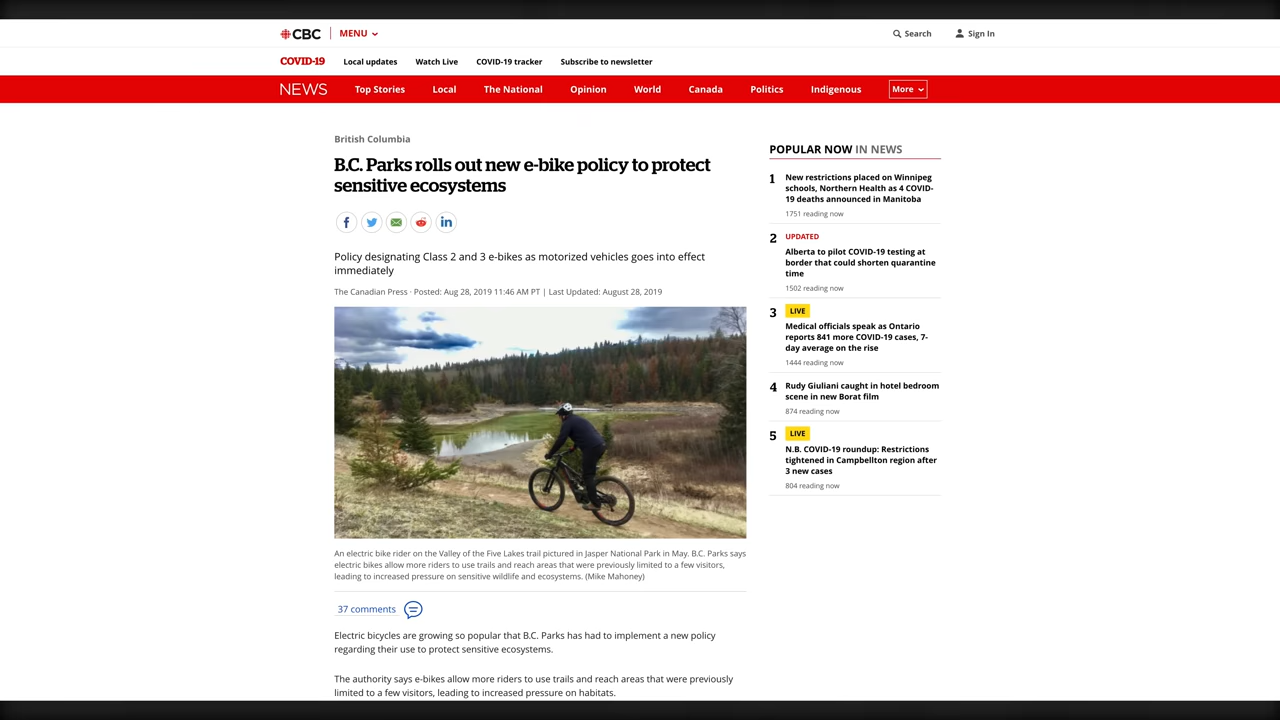 CBC
MENU
Search
Sign In
COVID-19
Local updates
Watch Live
COVID-19 tracker
Subscribe to newsletter
NEWS
Top Stories
Local
The National
Opinion
World
Canada
Politics
Indigenous
More
British Columbia
B.C. Parks rolls out new e-bike policy to protect
sensitive ecosystems
Policy designating Class 2 and 3 e-bikes as motorized vehicles goes into effect
immediately
The Canadian Press · Posted: Aug 28, 2019 11:46 AM PT | Last Updated: August 28, 2019
An electric bike rider on the Valley of the Five Lakes trail pictured in Jasper National Park in May. B.C. Parks says
electric bikes allow more riders to use trails and reach areas that were previously limited to a few visitors,
leading to increased pressure on sensitive wildlife and ecosystems. (Mike Mahoney)
37 comments
Electric bicycles are growing so popular that B.C. Parks has had to implement a new policy
regarding their use to protect sensitive ecosystems.
The authority says e-bikes allow more riders to use trails and reach areas that were previously
limited to a few visitors, leading to increased pressure on habitats.
POPULAR NOW IN NEWS
1
New restrictions placed on Winnipeg
schools, Northern Health as 4 COVID-
19 deaths announced in Manitoba
1751 reading now
2
UPDATED
Alberta to pilot COVID-19 testing at
border that could shorten quarantine
time
1502 reading now
3
LIVE
Medical officials speak as Ontario
reports 841 more COVID-19 cases, 7-
day average on the rise
1444 reading now
4
Rudy Giuliani caught in hotel bedroom
scene in new Borat film
874 reading now
5
LIVE
N.B. COVID-19 roundup: Restrictions
tightened in Campbellton region after
3 new cases
804 reading now